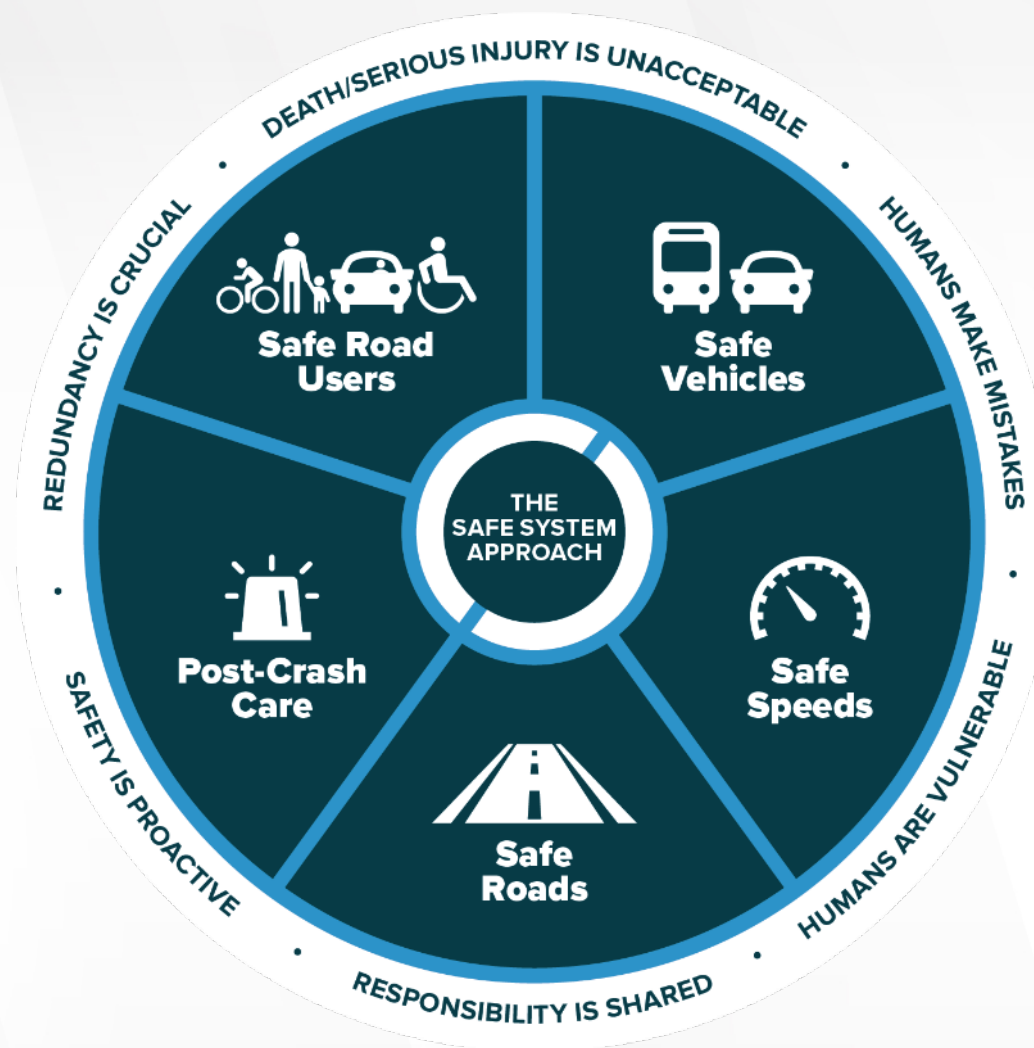 DEATH/SERIOUS INJURY IS UNACCEPTABLE
HUMANS MAKE MISTAKES
HUMANS ARE VULNERABLE
RESPONSIBILITY IS SHARED
SAFETY IS PROACTIVE
REDUNDANCY IS CRUCIAL
Safe Road
Users
Safe
Vehicles
Safe
Speeds
Safe
Roads
Post-Crash
Care
THE
SAFE SYSTEM
APPROACH